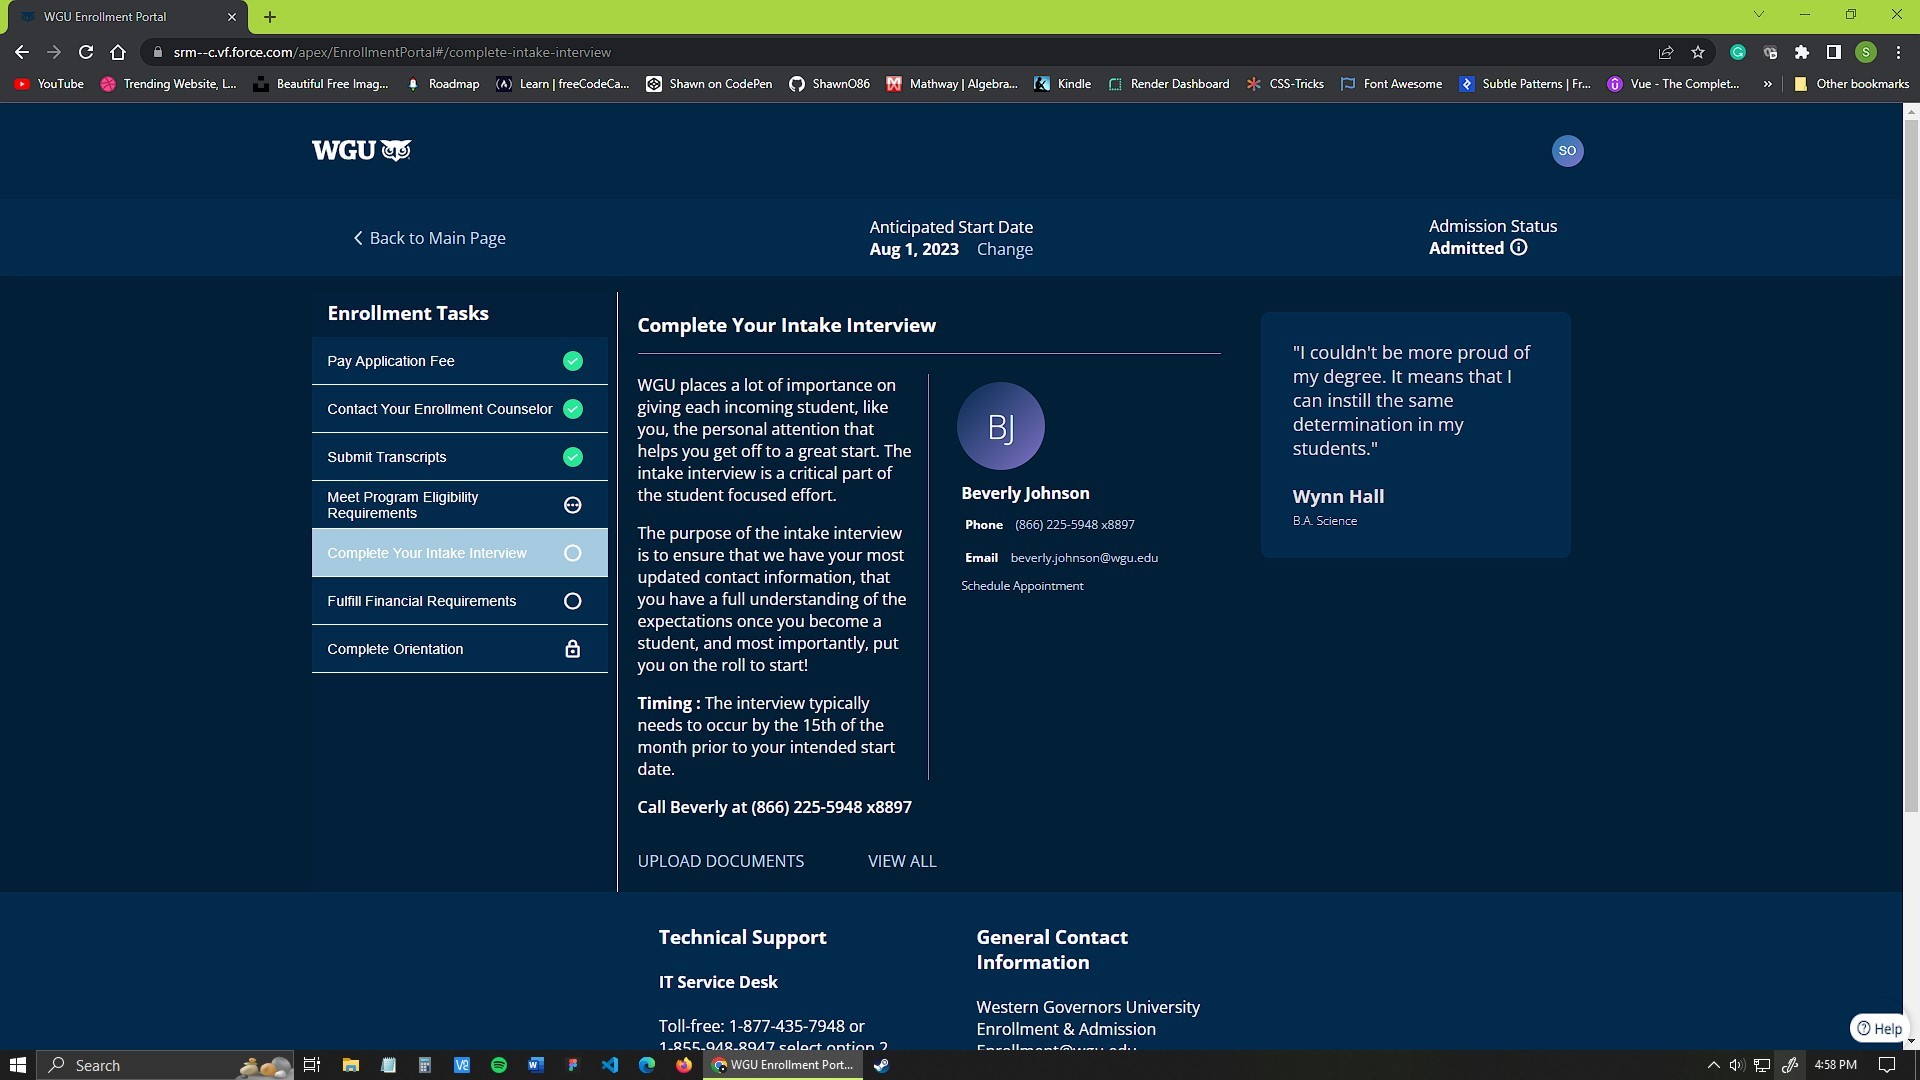 WGU Enrollment Portal
srm--c.vf.force.com/apex/EnrollmentPortal#/complete-intake-interview
S
YouTube
Trending Website, L...
Beautiful Free Imag...
Roadmap
Learn | freeCodeCa...
Shawn on CodePen
ShawnO86
Mathway | Algebra...
Kindle
Render Dashboard
CSS-Tricks
Font Awesome
Subtle Patterns | Fr...
Vue - The Complet...
»
Other bookmarks
WGU
SO
Back to Main Page
Anticipated Start Date
Aug 1, 2023 Change
Admission Status
Admitted
Enrollment Tasks
Pay Application Fee
Contact Your Enrollment Counselor
Submit Transcripts
Meet Program Eligibility
Requirements
Complete Your Intake Interview
Fulfill Financial Requirements
Complete Orientation
Complete Your Intake Interview
WGU places a lot of importance on
giving each incoming student, like
you, the personal attention that
helps you get off to a great start. The
intake interview is a critical part of
the student focused effort.
The purpose of the intake interview
is to ensure that we have your most
updated contact information, that
you have a full understanding of the
expectations once you become a
student, and most importantly, put
you on the roll to start!
Timing : The interview typically
needs to occur by the 15th of the
month prior to your intended start
date.
Call Beverly at (866) 225-5948 x8897
UPLOAD DOCUMENTS
VIEW ALL
BJ
Beverly Johnson
Phone (866) 225-5948 x8897
Email beverly.johnson@wgu.edu
Schedule Appointment
"I couldn't be more proud of
my degree. It means that I
can instill the same
determination in my
students."
Wynn Hall
B.A. Science
Technical Support
IT Service Desk
Toll-free: 1-877-435-7948 or
1-855-948-8947 select option 2
General Contact
Information
Western Governors University
Enrollment & Admission
Enrollment@wgu.edu
Help
Search
WGU Enrollment Port...
4:58 PM